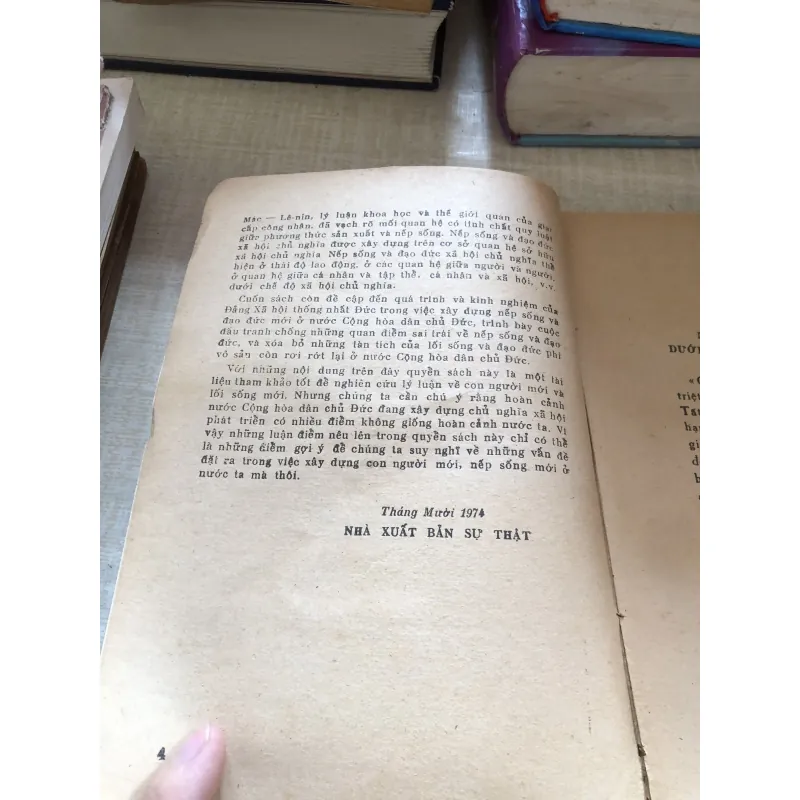 Mác — Lê-nin, lý luận khoa học và thế giới quan của giai
cấp công nhân, đã vạch rõ mối quan hệ có tính chất quy luật
giữa phương thức sản xuất và nếp sống. Nếp sống và đạo đức
xã hội chủ nghĩa được xây dựng trên cơ sở quan hệ sở hữu
xã hội chủ nghĩa. Nếp sống và đạo đức xã hội chủ nghĩa thể
hiện ở thái độ lao động, ở các quan hệ giữa người và người,
ở quan hệ giữa cá nhân và tập thể, cá nhân và xã hội, v.v.
dưới chế độ xã hội chủ nghĩa.
Cuốn sách còn đề cập đến quá trình và kinh nghiệm của
Đảng Xã hội thống nhất Đức trong việc xây dựng nếp sống và
đạo đức mới ở nước Cộng hòa dân chủ Đức, trình bày cuộc
đấu tranh chống những quan điểm sai trái về nếp sống và đạo
đức, và xóa bỏ những tàn tích của lối sống và đạo đức phi
vô sản còn rơi rớt lại ở nước Cộng hòa dân chủ Đức.
Với những nội dung trên đây quyển sách này là một tài
liệu tham khảo tốt để nghiên cứu lý luận về con người mới và
lối sống mới. Nhưng chúng ta cần chú ý rằng hoàn cảnh
nước Cộng hòa dân chủ Đức đang xây dựng chủ nghĩa xã hội
phát triển có nhiều điểm không giống hoàn cảnh nước ta. Vì
vậy những luận điểm nêu lên trong quyển sách này chỉ có thể
là những điểm gợi ý để chúng ta suy nghĩ về những vấn đề
đặt ra trong việc xây dựng con người mới, nếp sống mới ở
nước ta mà thôi.
Tháng Mười 1974
NHÀ XUẤT BẢN SỰ THẬT
4
DƯỚ
«C
triệt
Tấu
hạn